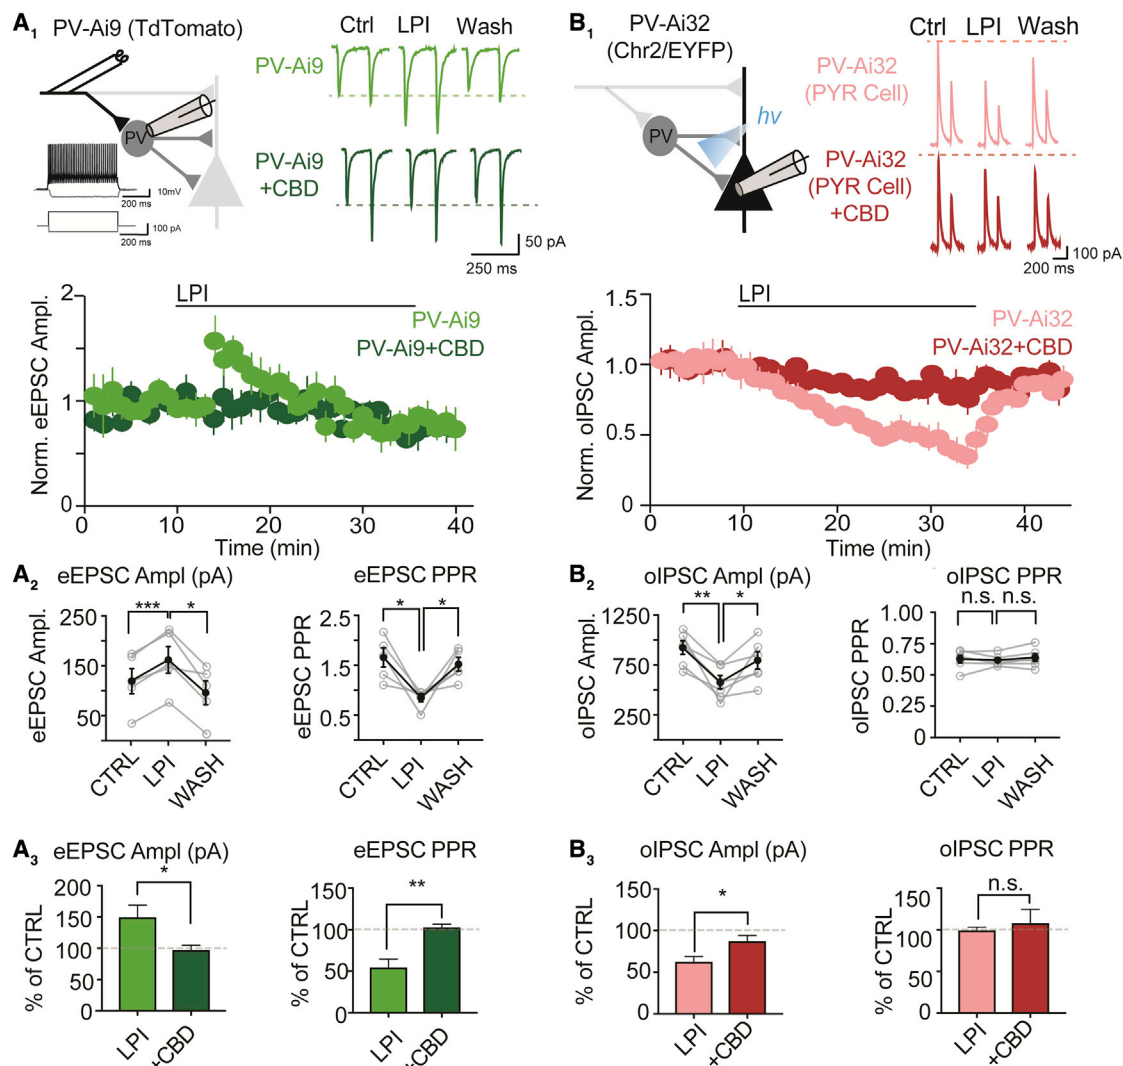 A1
PV-Ai9 (TdTomato)
Ctrl LPI Wash
PV-Ai9
PV-Ai9
+CBD
PV
10mV
200 ms
100 pA
200 ms
50 pA
250 ms
2
1
0
Norm. eEPSC Ampl.
LPI
PV-Ai9
PV-Ai9+CBD
0 10 20 30 40
Time (min)
B1
PV-Ai32
(Chr2/EYFP)
Ctrl LPI Wash
PV-Ai32
(PYR Cell)
PV-Ai32
(PYR Cell)
+CBD
PV
hv
100 pA
200 ms
1.5
1.0
0.5
0
Norm. oIPSC Ampl.
LPI
PV-Ai32
PV-Ai32+CBD
0 10 20 30 40
Time (min)
A2
eEPSC Ampl (pA)
*** *
250
150
50
eEPSC Ampl.
CTRL LPI WASH
eEPSC PPR
* *
2.5
1.5
0.5
eEPSC PPR
CTRL LPI WASH
B2
oIPSC Ampl (pA)
** *
1250
750
250
oIPSC Ampl.
CTRL LPI WASH
oIPSC PPR
n.s. n.s.
1.00
0.75
0.50
0.25
0
oIPSC PPR
CTRL LPI WASH
A3
eEPSC Ampl (pA)
*
200
150
100
50
0
% of CTRL
LPI +CBD
eEPSC PPR
**
150
100
50
0
% of CTRL
LPI +CBD
B3
oIPSC Ampl (pA)
*
150
100
50
0
% of CTRL
LPI +CBD
oIPSC PPR
n.s.
150
100
50
0
% of CTRL
LPI +CBD